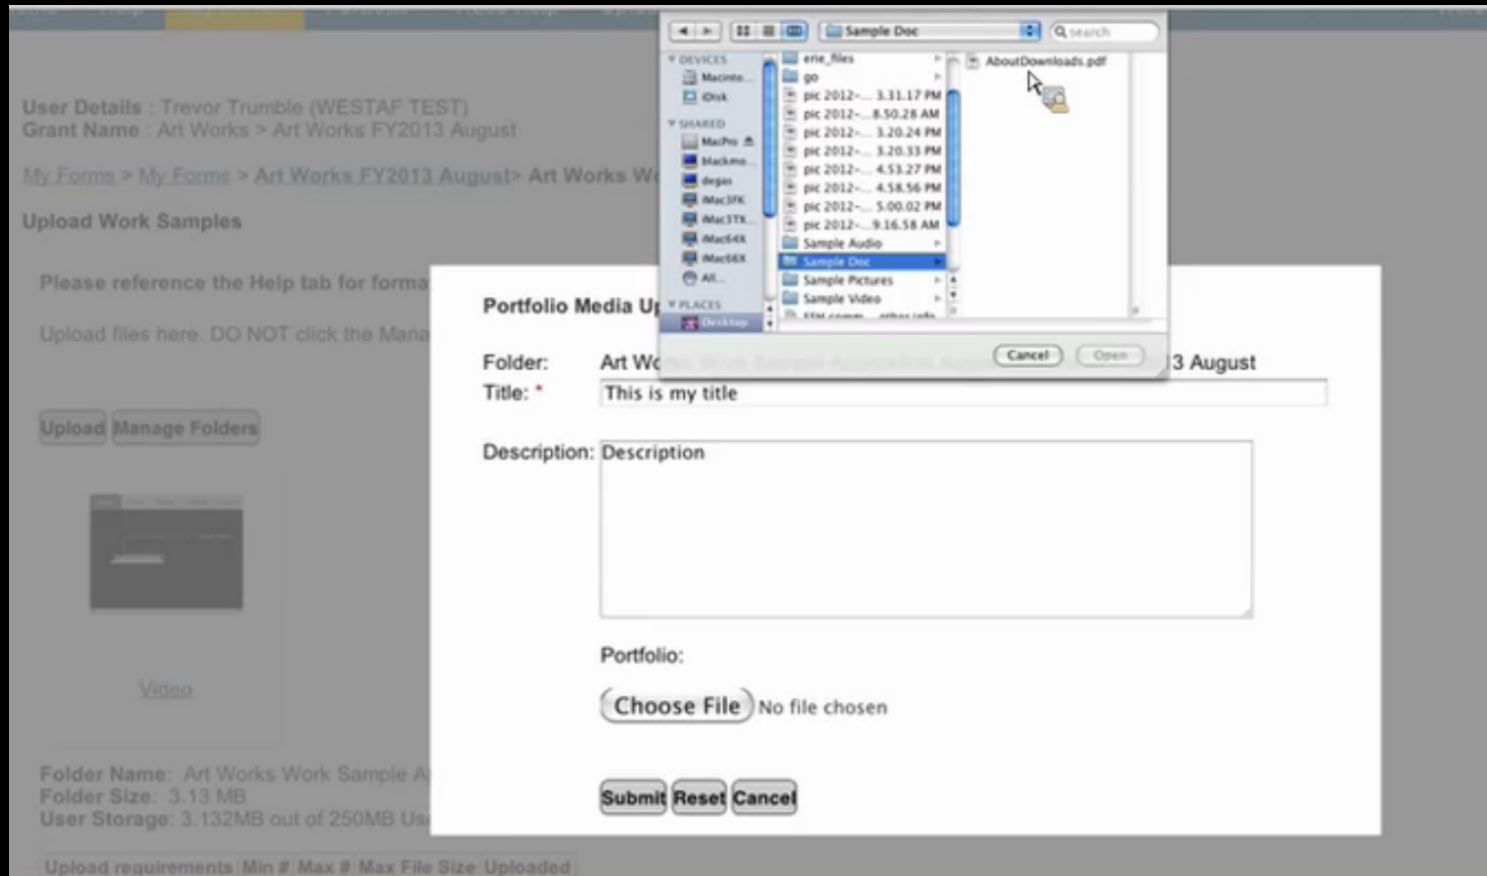 Sample Doc
search
DEVICES
Macinto...
iDisk
SHARED
MacPro
blackmo...
degas
iMac3FK
iMac3TX...
iMac64X
iMac66X
All...
PLACES
Desktop
erie_files
go
pic 2012-... 3.31.17 PM
pic 2012-...8.50.28 AM
pic 2012-... 3.20.24 PM
pic 2012-... 3.20.33 PM
pic 2012-... 4.53.27 PM
pic 2012-... 4.58.56 PM
pic 2012-... 5.00.02 PM
pic 2012-...9.16.58 AM
Sample Audio
Sample Doc
Sample Pictures
Sample Video
AboutDownloads.pdf
Cancel Open
User Details : Trevor Trumble (WESTAF TEST)
Grant Name : Art Works > Art Works FY2013 August
My Forms > My Forms > Art Works FY2013 August> Art Works Wo
Upload Work Samples
Please reference the Help tab for forma
Upload files here. DO NOT click the Mana
Upload Manage Folders
Video
Folder Name: Art Works Work Sample A
Folder Size: 3.13 MB
User Storage: 3.132MB out of 250MB Us
Upload requirements Min # Max # Max File Size Uploaded
Portfolio Media Up
Folder: Art Wo 13 August
Title: * This is my title
Description: Description
Portfolio:
Choose File No file chosen
Submit Reset Cancel